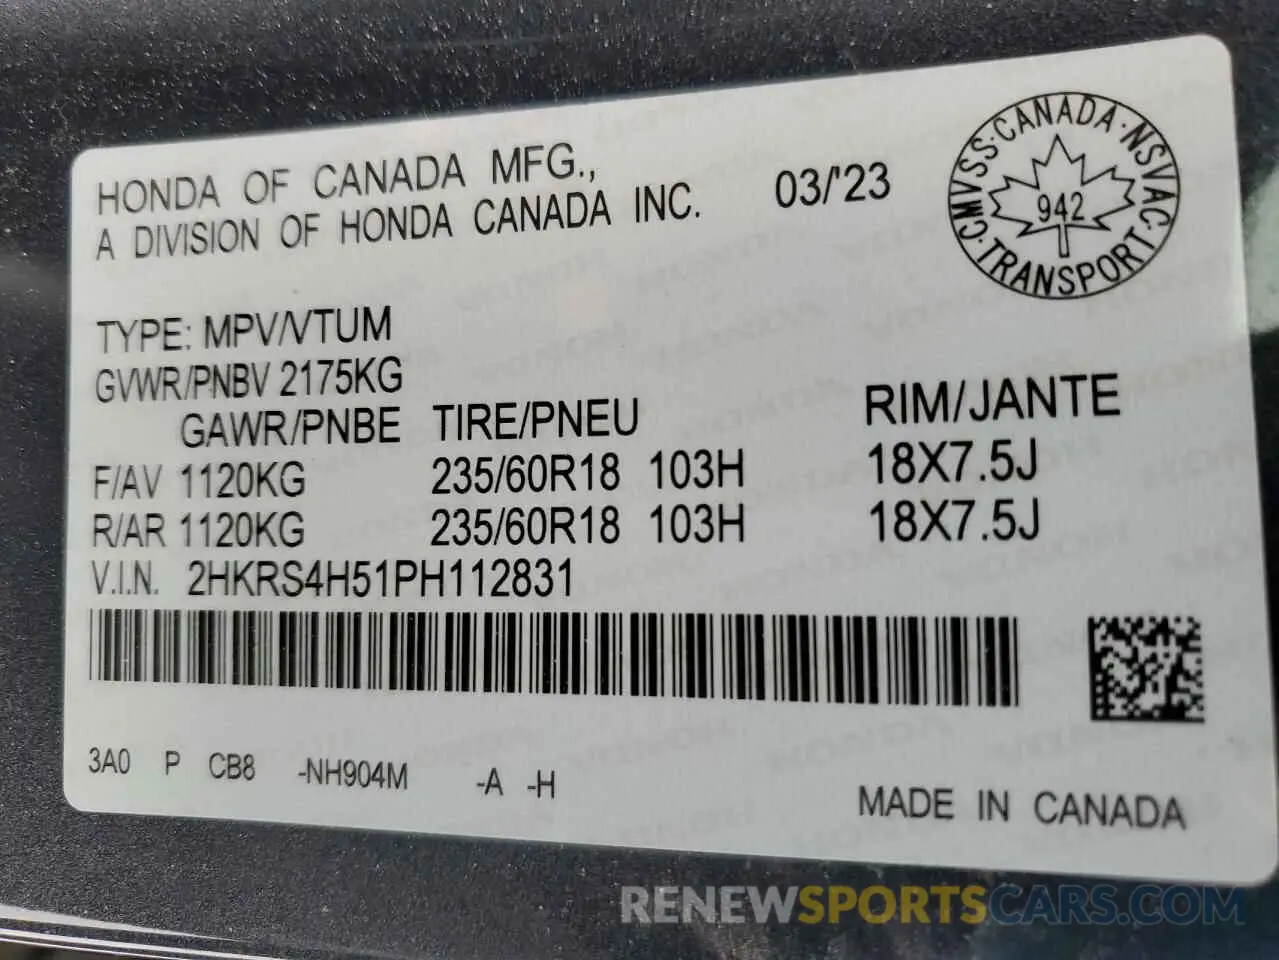 HONDA OF CANADA MFG.,
A DIVISION OF HONDA CANADA INC.
03/'23
CMVSS·CANADA·NSVAC·TRANSPORT·
942
TYPE: MPV/VTUM
GVWR/PNBV 2175KG
GAWR/PNBE TIRE/PNEU RIM/JANTE
F/AV 1120KG 235/60R18 103H 18X7.5J
R/AR 1120KG 235/60R18 103H 18X7.5J
V.I.N. 2HKRS4H51PH112831
3A0 P CB8 -NH904M -A -H
MADE IN CANADA
RENEWSPORTSCARS.COM